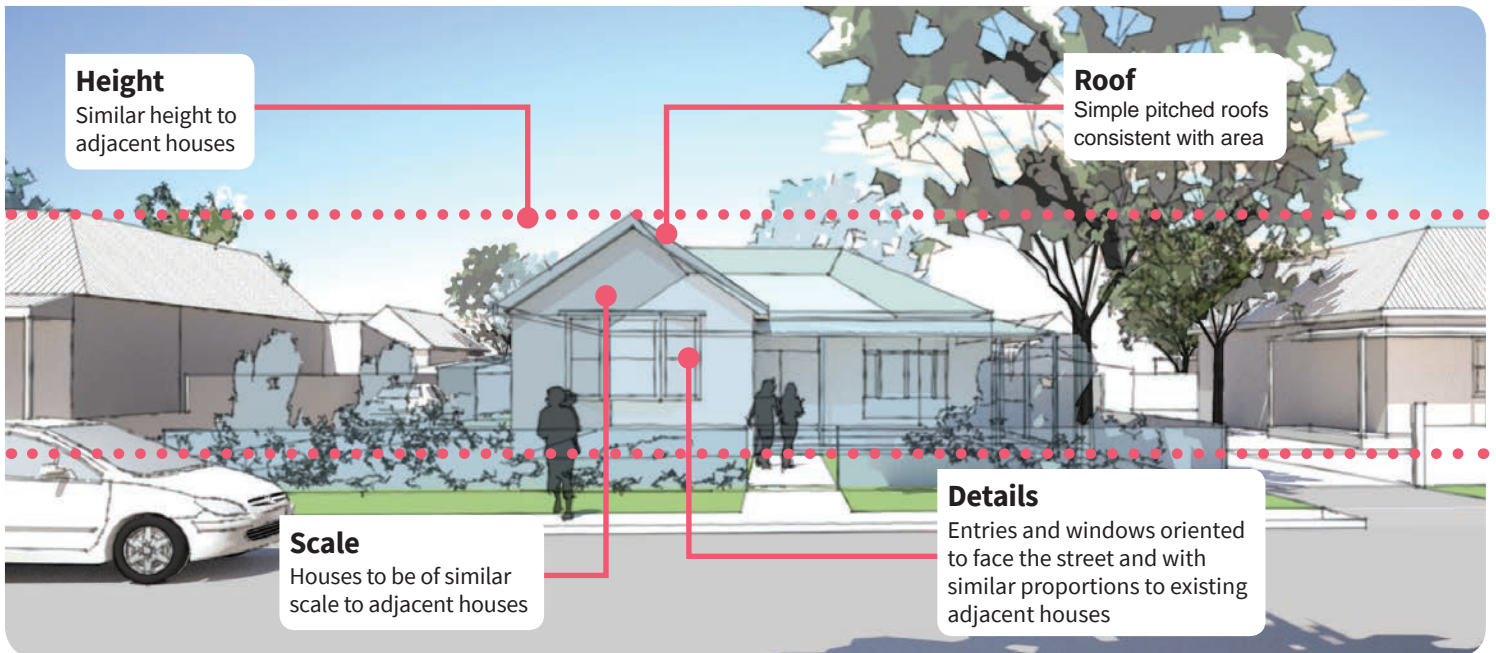 Height
Similar height to
adjacent houses
Roof
Simple pitched roofs
consistent with area
Scale
Houses to be of similar
scale to adjacent houses
Details
Entries and windows oriented
to face the street and with
similar proportions to existing
adjacent houses